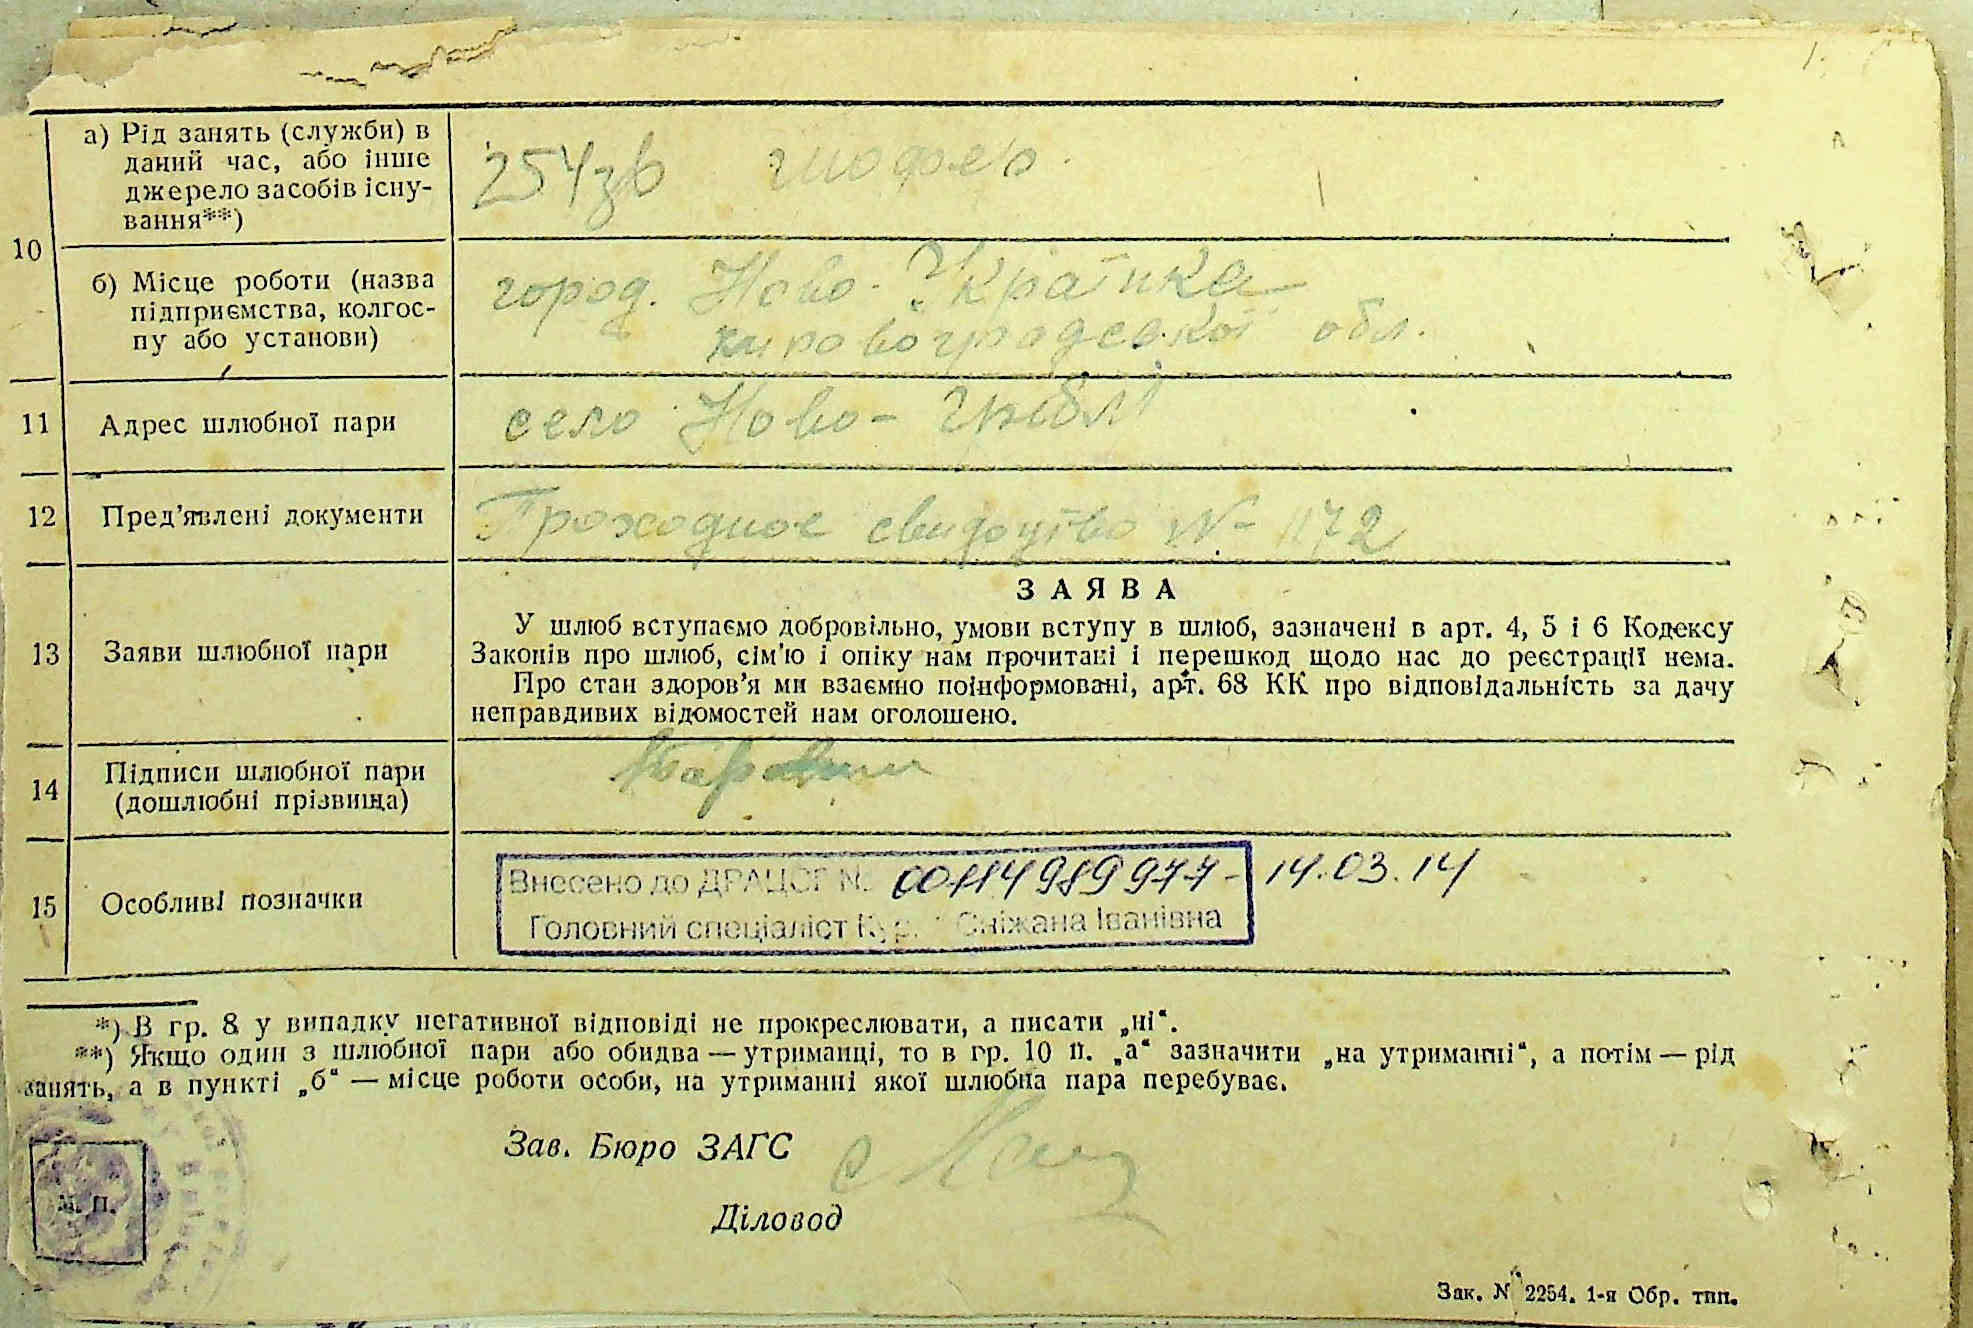 10
а) Рід занять (служби) в
даний час, або інше
джерело засобів існу-
вання**)
шофер
б) Місце роботи (назва
підприємства, колгос-
пу або установи)
город. Ново-Українка
кіровоградської обл.
11
Адрес шлюбної пари
село Ново-
12
Пред'явлені документи
Проходное свидоцтво № 1172
13
Заяви шлюбної пари
ЗАЯВА
У шлюб вступаємо добровільно, умови вступу в шлюб, зазначені в арт. 4, 5 і 6 Кодексу
Законів про шлюб, сім'ю і опіку нам прочитані і перешкод щодо нас до реєстрації нема.
Про стан здоров'я ми взаємно поінформовані, арт. 68 КК про відповідальність за дачу
неправдивих відомостей нам оголошено.
14
Підписи шлюбної пари
(дошлюбні прізвища)
15
Особливі позначки
Внесено до ДРАЦСГ № 00114989977 - 14.03.14
Головний спеціаліст Сніжана Іванівна
*) В гр. 8 у випадку негативної відповіді не прокреслювати, а писати „ні“.
**) Якщо один з шлюбної пари або обидва — утриманці, то в гр. 10 п. „а“ зазначити „на утриманні“, а потім — рід
занять, а в пункті „б“ — місце роботи особи, на утриманні якої шлюбна пара перебуває.
Зав. Бюро ЗАГС
М. П.
Діловод
Зак. № 2254. 1-я Обр. тип.